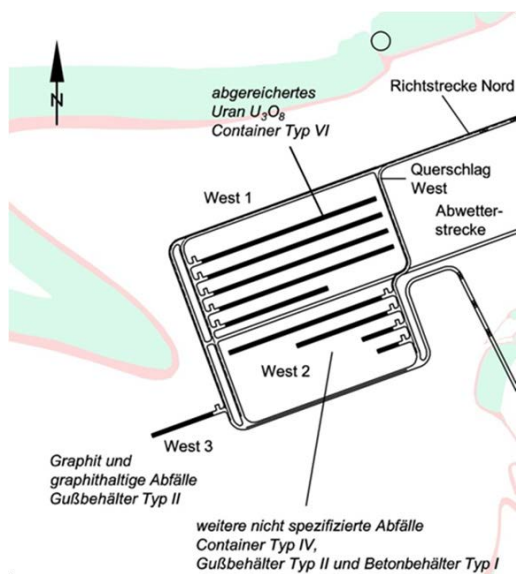 N
abgereichertes
Uran U₃O₈
Container Typ VI
Richtstrecke Nord
Querschlag
West
Abwetter-
strecke
West 1
West 2
West 3
Graphit und
graphithaltige Abfälle
Gußbehälter Typ II
weitere nicht spezifizierte Abfälle
Container Typ IV,
Gußbehälter Typ II und Betonbehälter Typ I